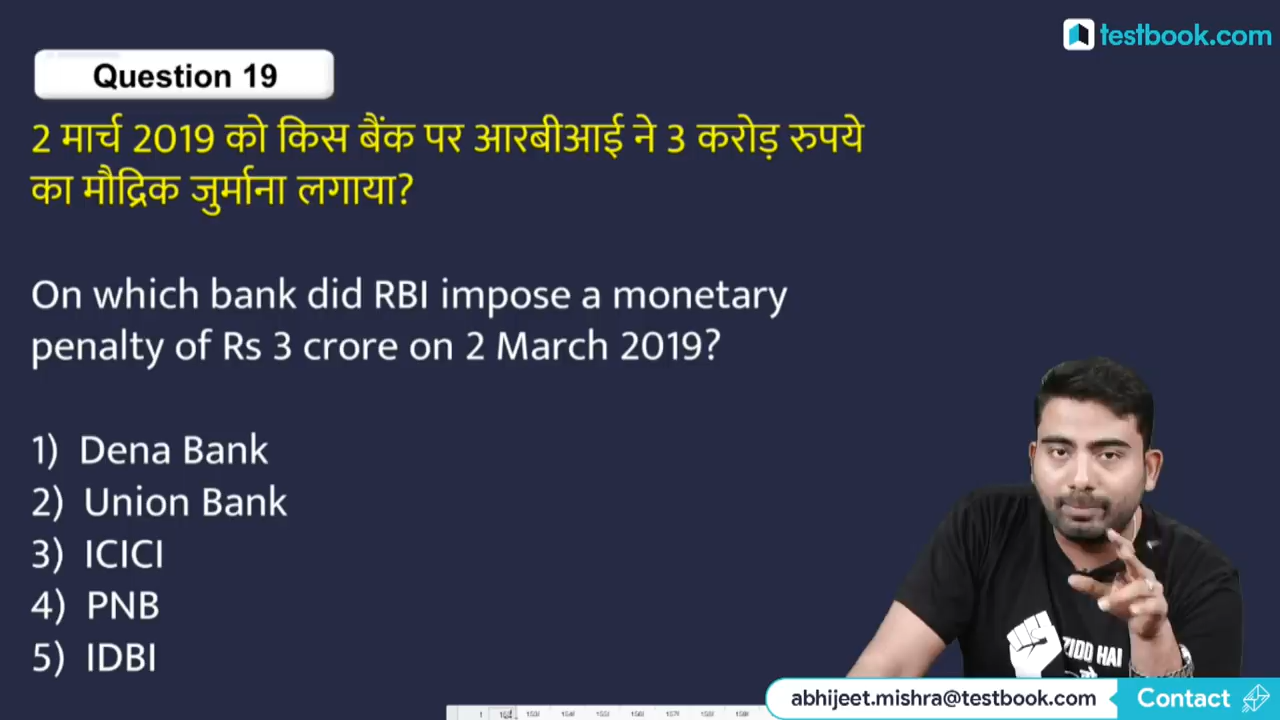 testbook.com
Question 19
2 मार्च 2019 को किस बैंक पर आरबीआई ने 3 करोड़ रुपये
का मौद्रिक जुर्माना लगाया?
On which bank did RBI impose a monetary
penalty of Rs 3 crore on 2 March 2019?
1) Dena Bank
2) Union Bank
3) ICICI
4) PNB
5) IDBI
ZIDD HAI
abhijeet.mishra@testbook.com
Contact